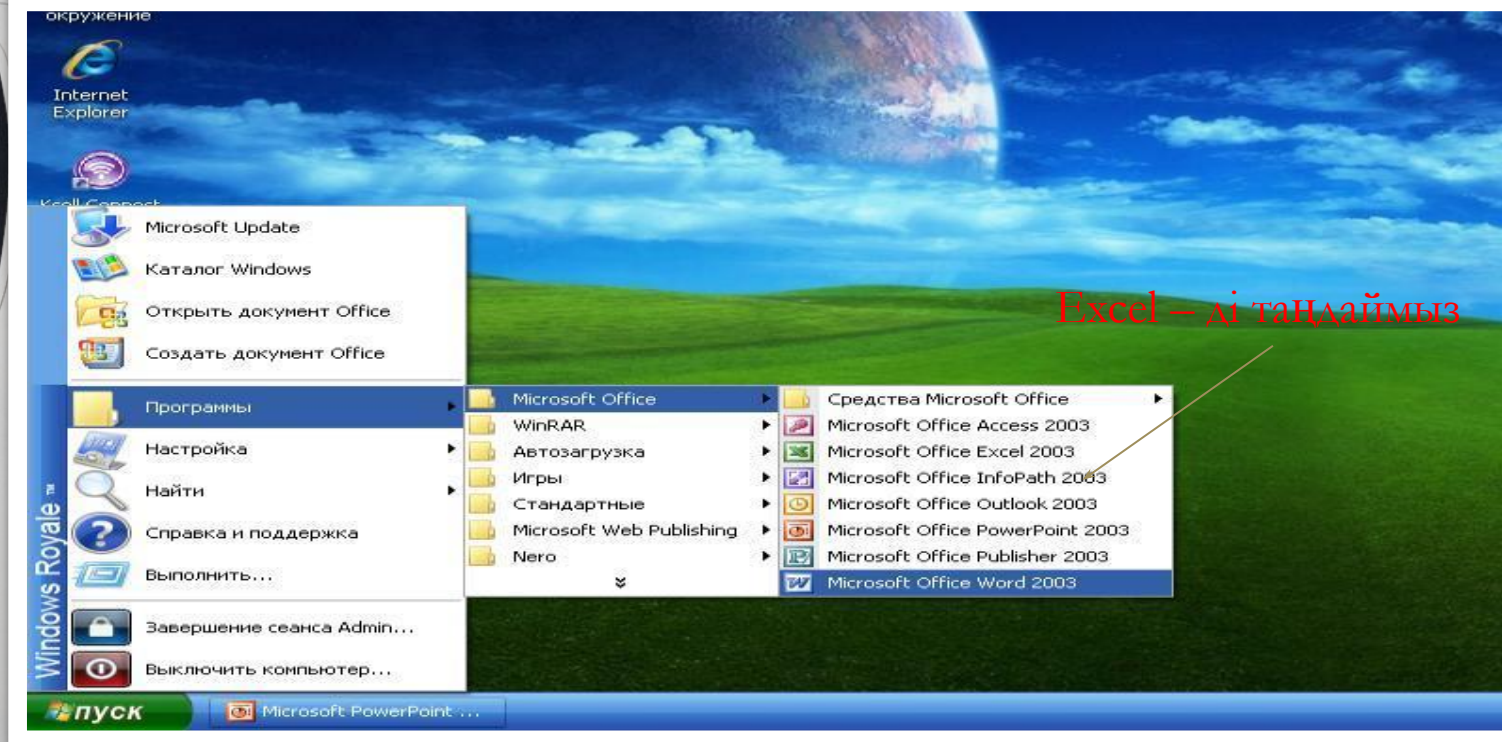 окружение
Internet
Explorer
Kcell Connect
Microsoft Update
Каталог Windows
Открыть документ Office
Создать документ Office
Программы
Настройка
Найти
Справка и поддержка
Выполнить...
Завершение сеанса Admin...
Выключить компьютер...
Windows Royale ™
Microsoft Office
WinRAR
Автозагрузка
Игры
Стандартные
Microsoft Web Publishing
Nero
Средства Microsoft Office
Microsoft Office Access 2003
Microsoft Office Excel 2003
Microsoft Office InfoPath 2003
Microsoft Office Outlook 2003
Microsoft Office PowerPoint 2003
Microsoft Office Publisher 2003
Microsoft Office Word 2003
Excel – ді таңдаймыз
пуск
Microsoft PowerPoint ...